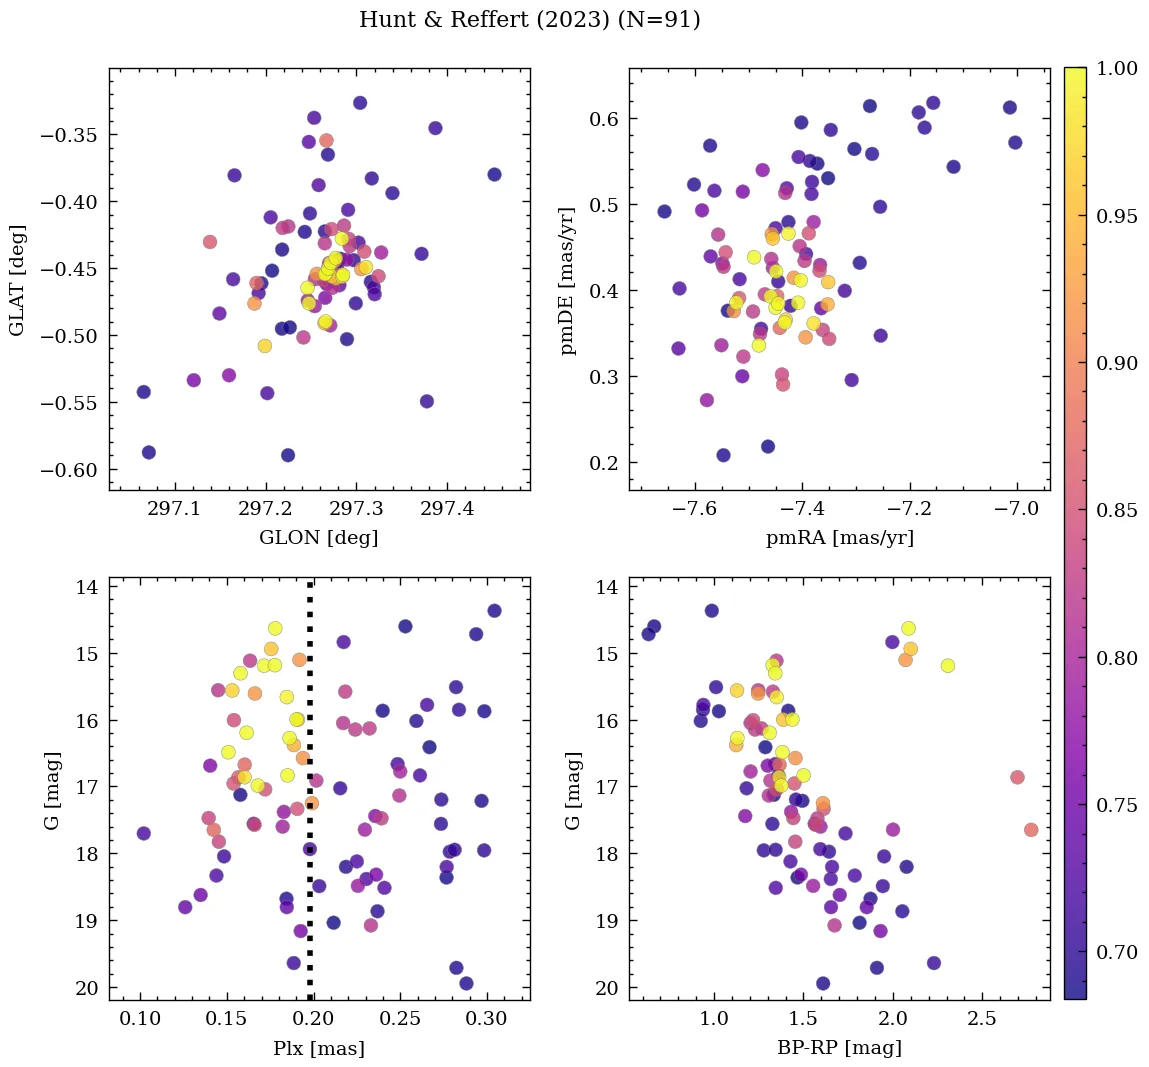 Hunt & Reffert (2023) (N=91)
−0.35
−0.40
−0.45
−0.50
−0.55
−0.60
GLAT [deg]
297.1 297.2 297.3 297.4
GLON [deg]
0.6
0.5
0.4
0.3
0.2
pmDE [mas/yr]
−7.6 −7.4 −7.2 −7.0
pmRA [mas/yr]
14
15
16
17
18
19
20
G [mag]
0.10 0.15 0.20 0.25 0.30
Plx [mas]
14
15
16
17
18
19
20
G [mag]
1.0 1.5 2.0 2.5
BP-RP [mag]
1.00
0.95
0.90
0.85
0.80
0.75
0.70